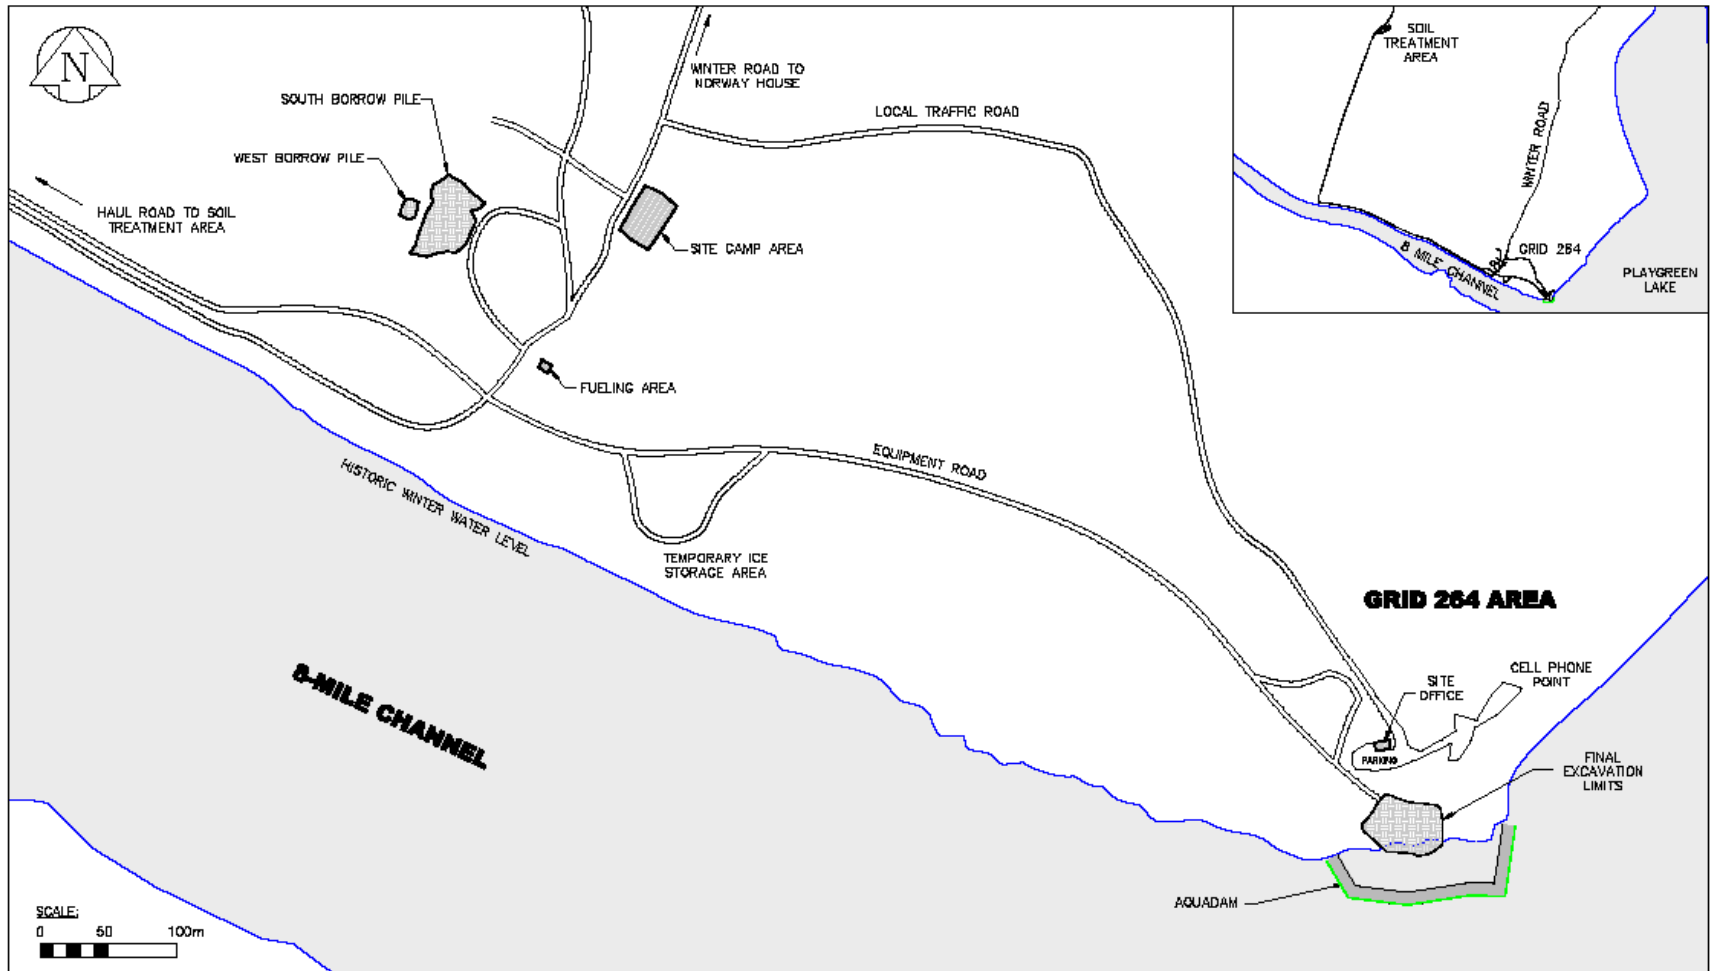 N
WINTER ROAD TO
NORWAY HOUSE
SOUTH BORROW PILE
LOCAL TRAFFIC ROAD
WEST BORROW PILE
HAUL ROAD TO SOIL
TREATMENT AREA
SITE CAMP AREA
SOIL
TREATMENT
AREA
WINTER ROAD
GRID 264
8 MILE CHANNEL
PLAYGREEN
LAKE
FUELING AREA
EQUIPMENT ROAD
HISTORIC WINTER WATER LEVEL
TEMPORARY ICE
STORAGE AREA
GRID 264 AREA
8-MILE CHANNEL
CELL PHONE
POINT
SITE
OFFICE
PARKING
FINAL
EXCAVATION
LIMITS
AQUADAM
SCALE:
0 50 100m